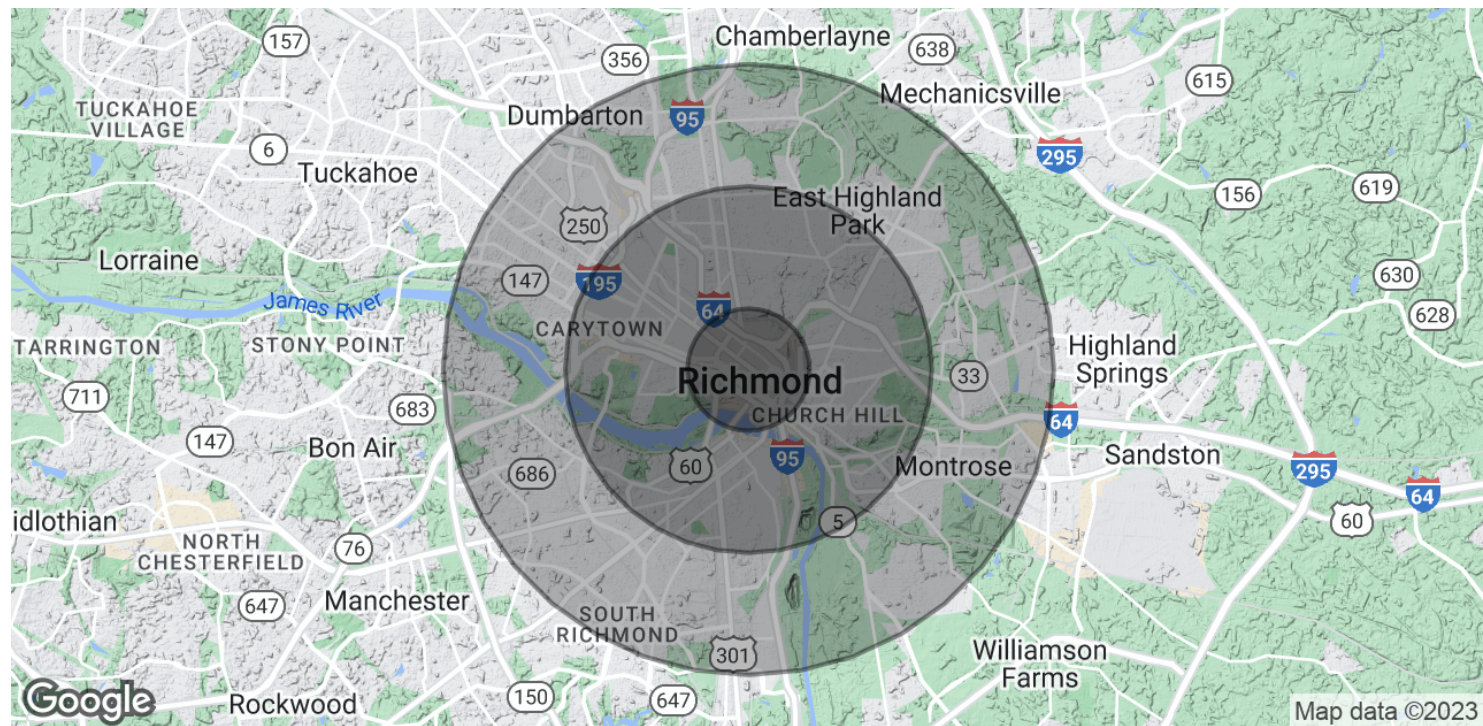 Chamberlayne
157
638
356
615
Mechanicsville
TUCKAHOE
VILLAGE
Dumbarton
95
6
295
Tuckahoe
156
619
East Highland
Park
250
Lorraine
147
195
630
James River
64
628
CARYTOWN
TARRINGTON
STONY POINT
Highland
Springs
33
Richmond
711
683
CHURCH HILL
64
147
Bon Air
95
Sandston
60
Montrose
295
686
64
idlothian
5
60
NORTH
CHESTERFIELD
76
647
Manchester
SOUTH
RICHMOND
301
Williamson
Farms
Google
Rockwood
150
647
Map data ©2023